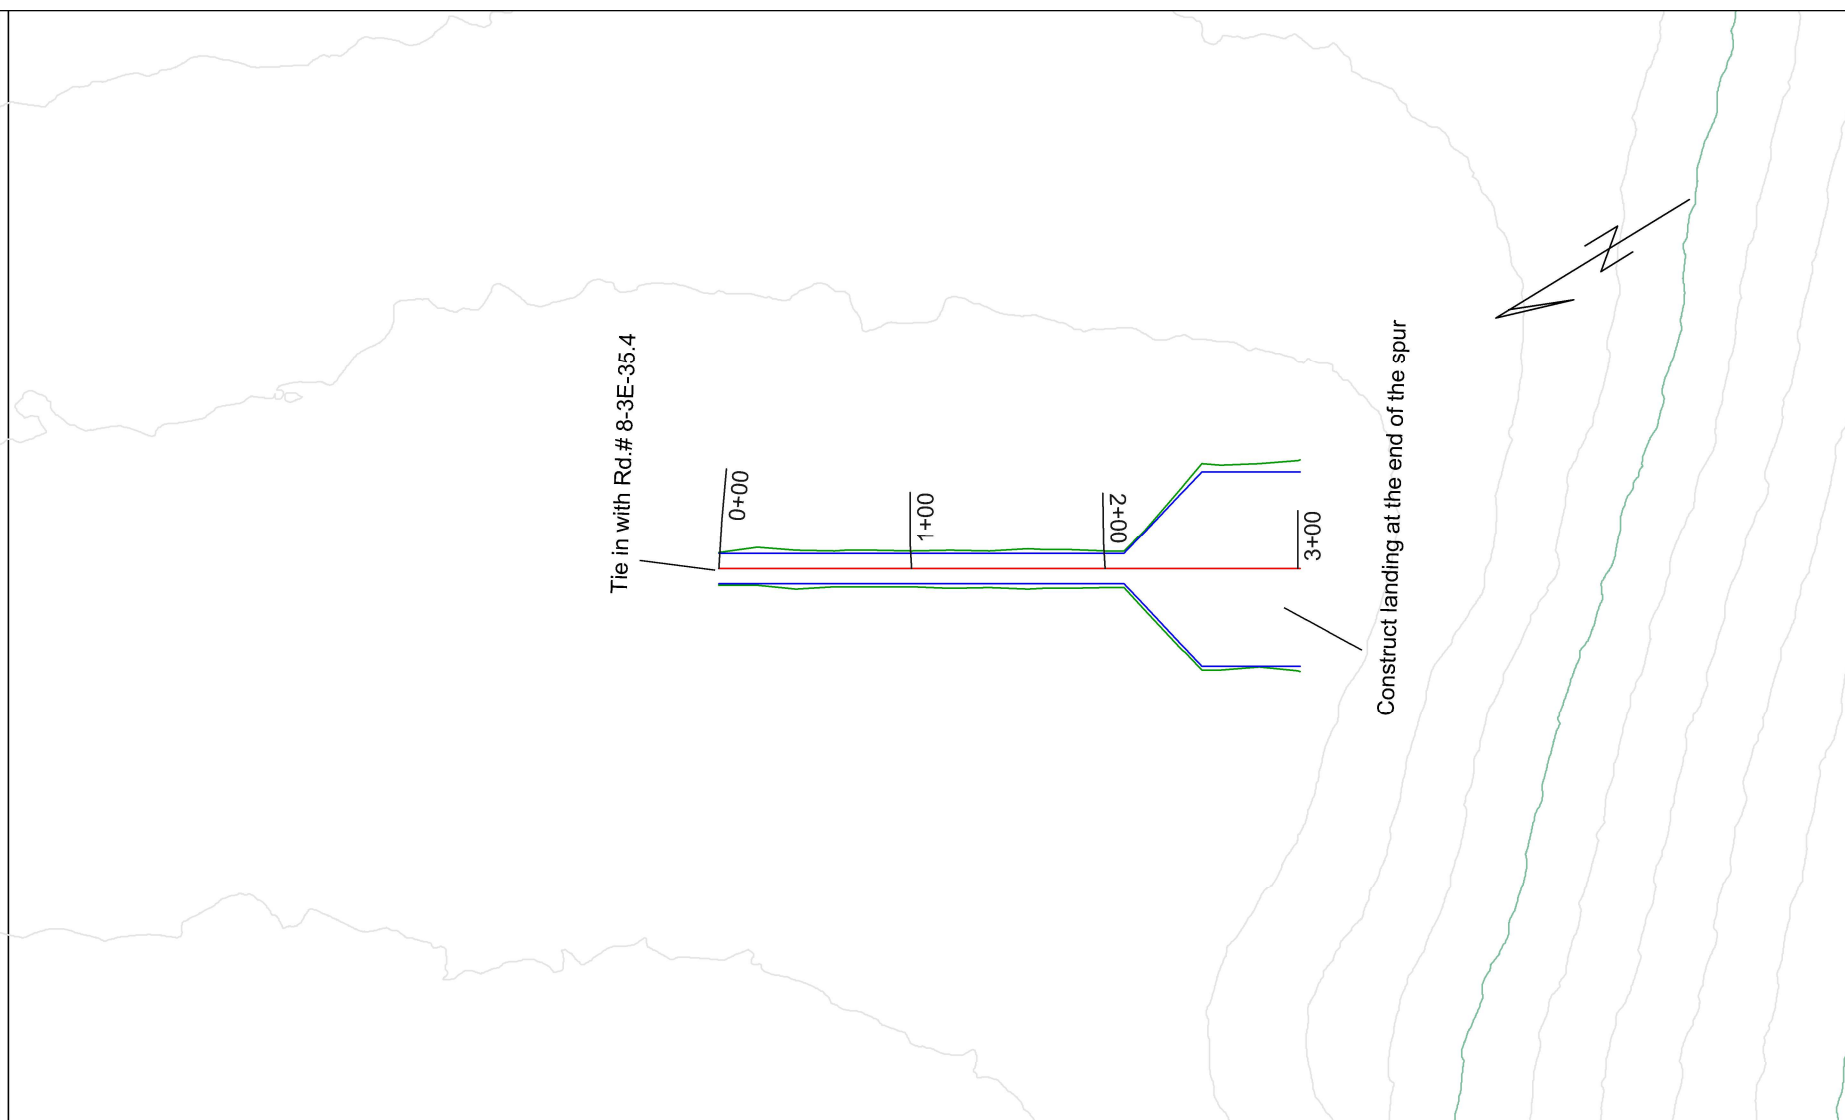 Tie in with Rd.# 8-3E-35.4
0+00
1+00
2+00
3+00
Construct landing at the end of the spur
N